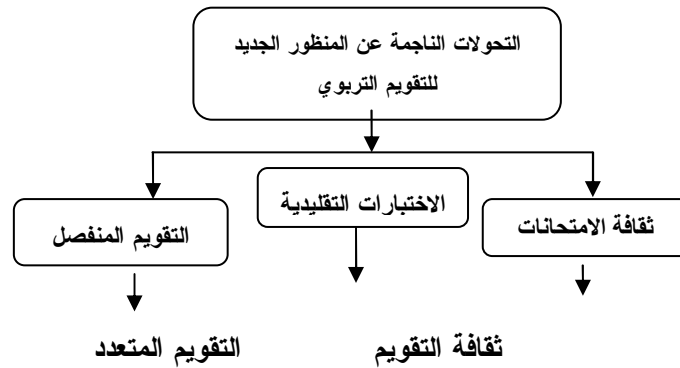 التحولات الناجمة عن المنظور الجديد
للتقويم التربوي
ثقافة الامتحانات
الاختبارات التقليدية
التقويم المنفصل
ثقافة التقويم
التقويم المتعدد